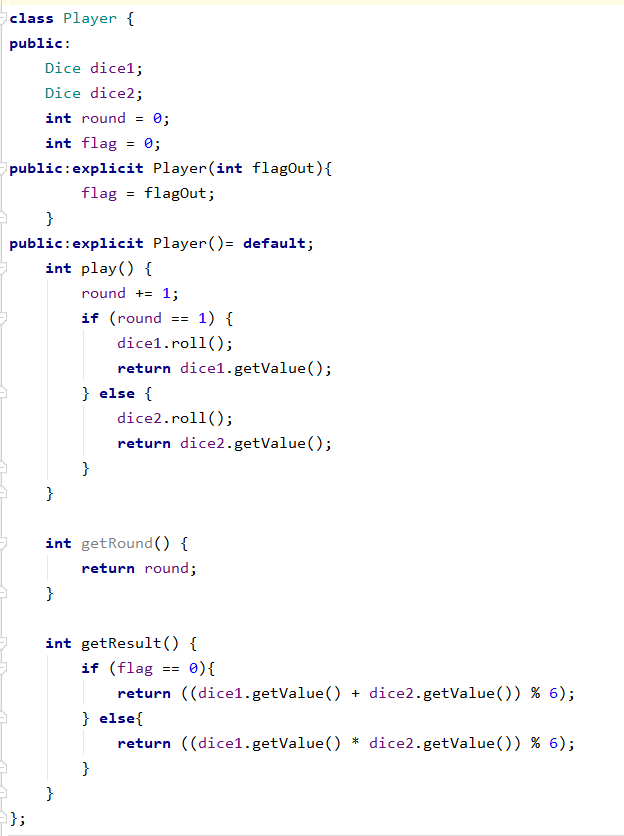 class Player {
public:
    Dice dice1;
    Dice dice2;
    int round = 0;
    int flag = 0;
public:explicit Player(int flagOut){
        flag = flagOut;
    }
public:explicit Player()= default;
    int play() {
        round += 1;
        if (round == 1) {
            dice1.roll();
            return dice1.getValue();
        } else {
            dice2.roll();
            return dice2.getValue();
        }
    }

    int getRound() {
        return round;
    }

    int getResult() {
        if (flag == 0){
            return ((dice1.getValue() + dice2.getValue()) % 6);
        } else{
            return ((dice1.getValue() * dice2.getValue()) % 6);
        }
    }
};